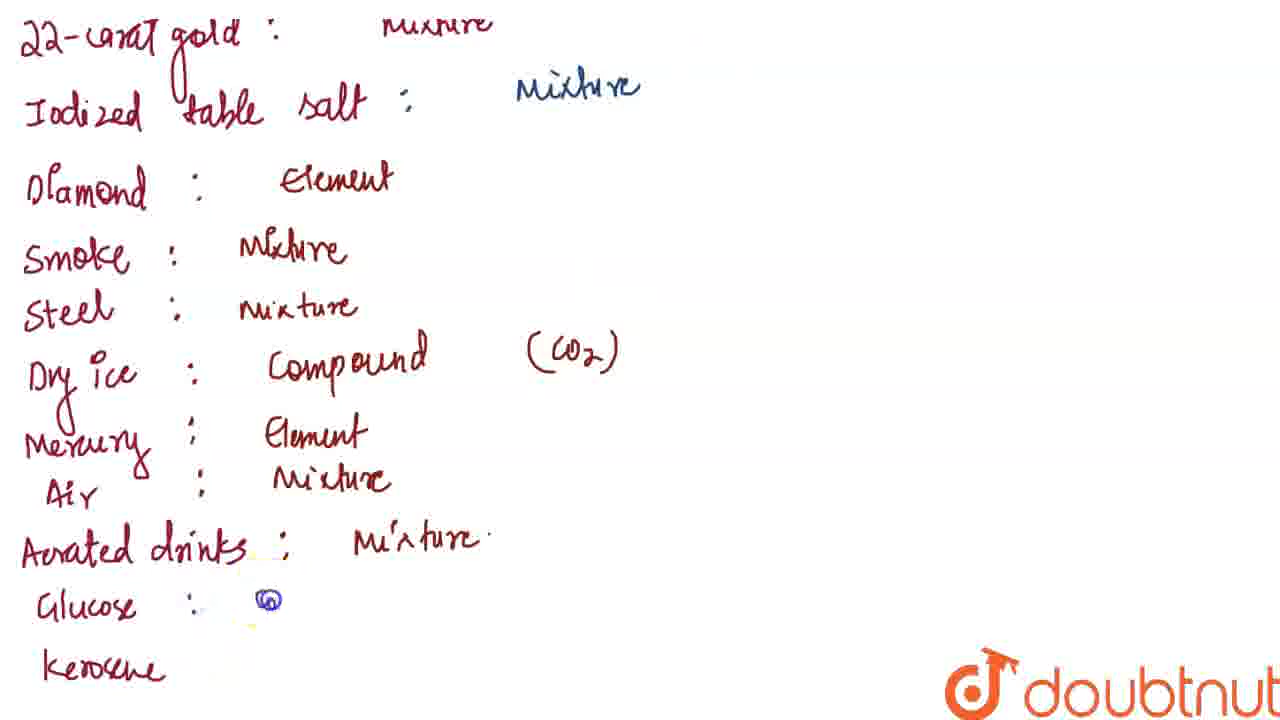 22-carat gold : Mixture
Iodized table salt : Mixture
Diamond : Element
Smoke : Mixture
Steel : Mixture
Dry ice : Compound (CO₂)
Mercury : Element
Air : Mixture
Aerated drinks : Mixture
Glucose :
Kerosene
doubtnut